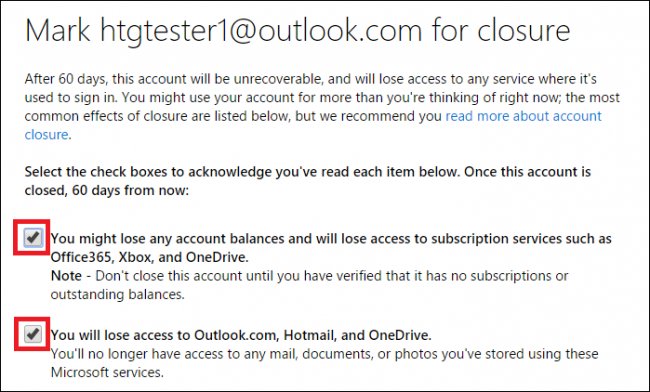 Mark htgtester1@outlook.com for closure
After 60 days, this account will be unrecoverable, and will lose access to any service where it's
used to sign in. You might use your account for more than you're thinking of right now; the most
common effects of closure are listed below, but we recommend you read more about account
closure.
Select the check boxes to acknowledge you've read each item below. Once this account is
closed, 60 days from now:
You might lose any account balances and will lose access to subscription services such as
Office365, Xbox, and OneDrive.
Note - Don't close this account until you have verified that it has no subscriptions or
outstanding balances.
You will lose access to Outlook.com, Hotmail, and OneDrive.
You'll no longer have access to any mail, documents, or photos you've stored using these
Microsoft services.